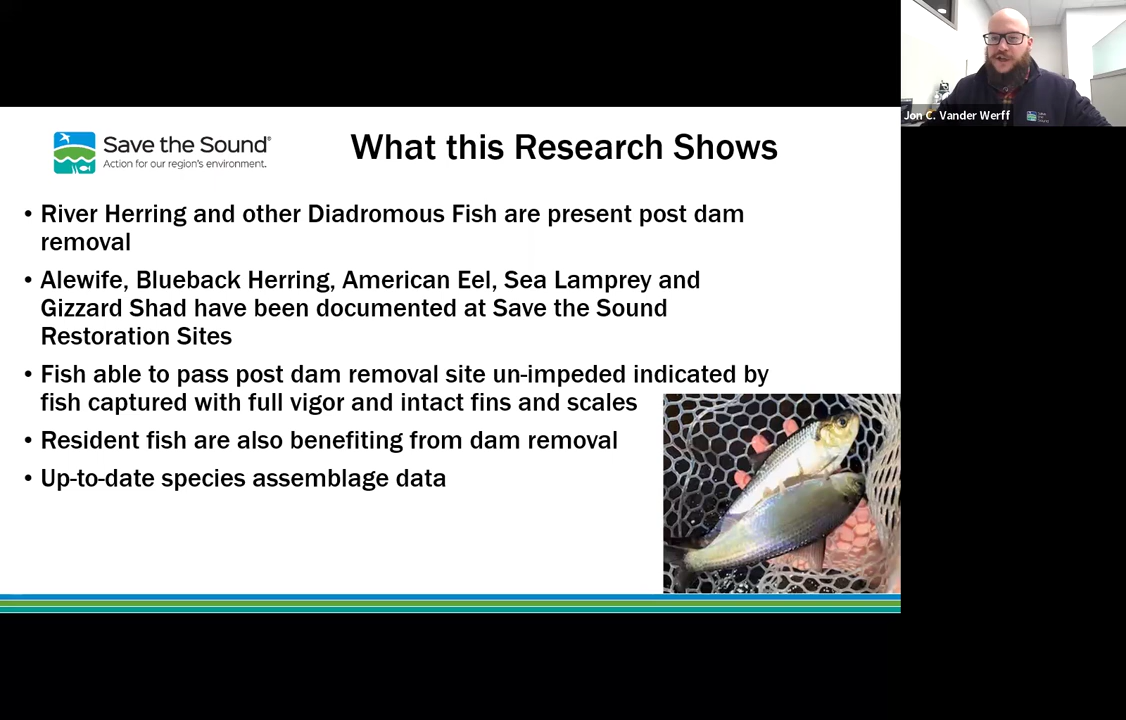 Save the Sound®
Action for our region's environment.
What this Research Shows
• River Herring and other Diadromous Fish are present post dam
removal
• Alewife, Blueback Herring, American Eel, Sea Lamprey and
Gizzard Shad have been documented at Save the Sound
Restoration Sites
• Fish able to pass post dam removal site un-impeded indicated by
fish captured with full vigor and intact fins and scales
• Resident fish are also benefiting from dam removal
• Up-to-date species assemblage data
Jon C. Vander Werff